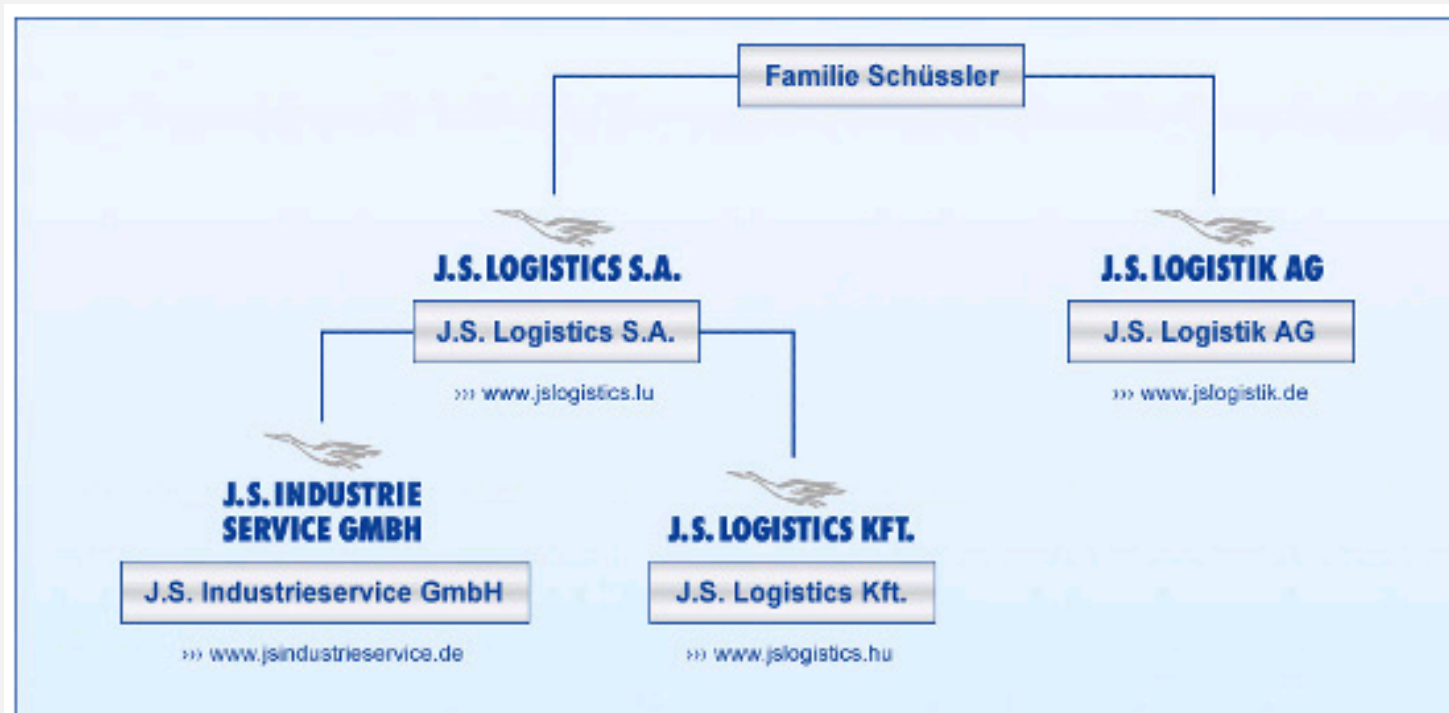 Familie Schüssler
J.S. LOGISTICS S.A.
J.S. LOGISTIK AG
J.S. Logistics S.A.
J.S. Logistik AG
››› www.jslogistics.lu
››› www.jslogistik.de
J.S. INDUSTRIE
SERVICE GMBH
J.S. LOGISTICS KFT.
J.S. Industrieservice GmbH
J.S. Logistics Kft.
››› www.jsindustrieservice.de
››› www.jslogistics.hu